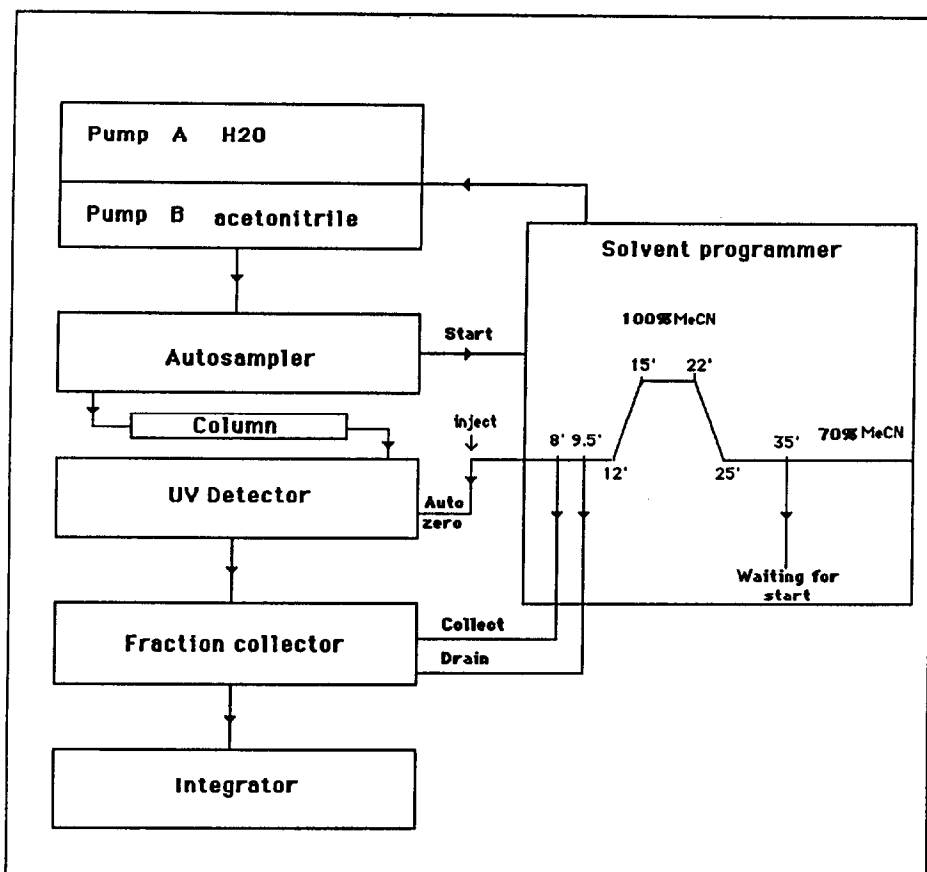 Pump A H20
Pump B acetonitrile
Solvent programmer
100% MeCN
Start
Autosampler
15' 22'
Column
inject
8' 9.5'
35'
70% MeCN
12'
25'
UV Detector
Auto
zero
Waiting for
start
Collect
Fraction collector
Drain
Integrator